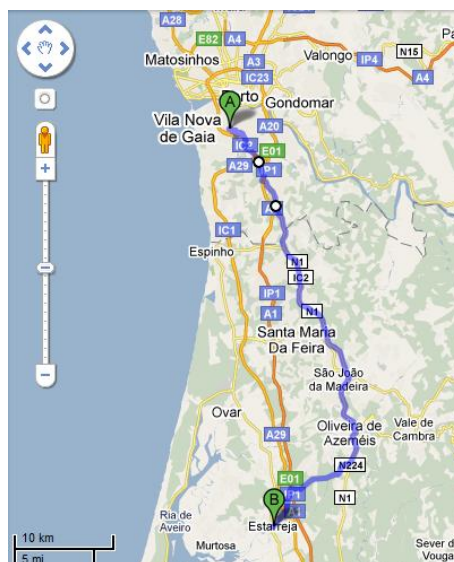 A28
E82
A4
A3
Matosinhos
Valongo
N15
IP4
A4
IC23
Porto
Gondomar
A
Vila Nova
de Gaia
A20
IC2
E01
A29
IP1
IC1
Espinho
N1
IC2
IP1
A1
N1
Santa Maria
Da Feira
São João
da Madeira
Ovar
Oliveira de
Azeméis
Vale de
Cambra
A29
N224
E01
IP1
N1
B
Estarreja
Ria de
Aveiro
Murtosa
Sever do
Vouga
10 km
5 mi